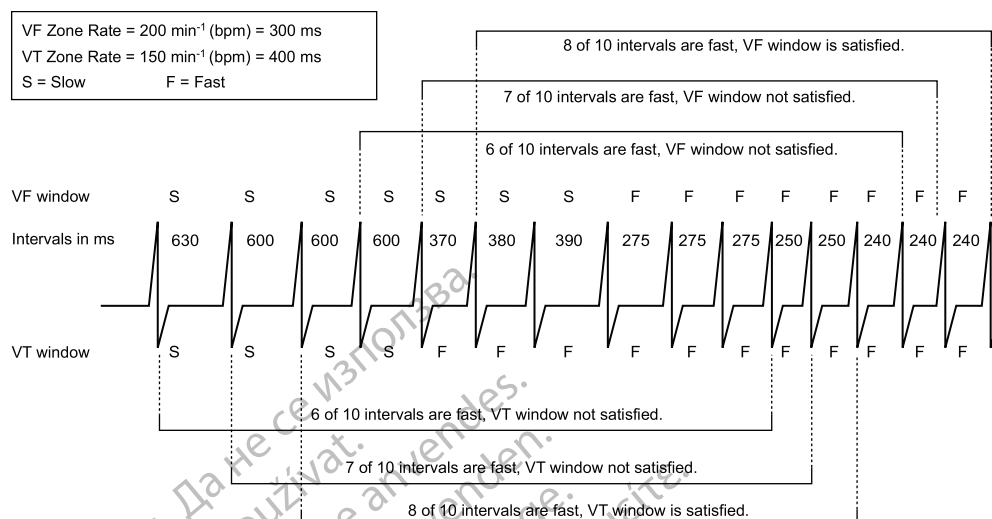 VF Zone Rate = 200 min-1 (bpm) = 300 ms
VT Zone Rate = 150 min-1 (bpm) = 400 ms
S = Slow F = Fast
8 of 10 intervals are fast, VF window is satisfied.
7 of 10 intervals are fast, VF window not satisfied.
6 of 10 intervals are fast, VF window not satisfied.
VF window S S S S S S S F F F F F F F F
Intervals in ms 630 600 600 600 370 380 390 275 275 275 250 250 240 240 240
VT window S S S S F F F F F F F F F F F
6 of 10 intervals are fast, VT window not satisfied.
7 of 10 intervals are fast, VT window not satisfied.
8 of 10 intervals are fast, VT window is satisfied.
Да не се използва.
anvendes.